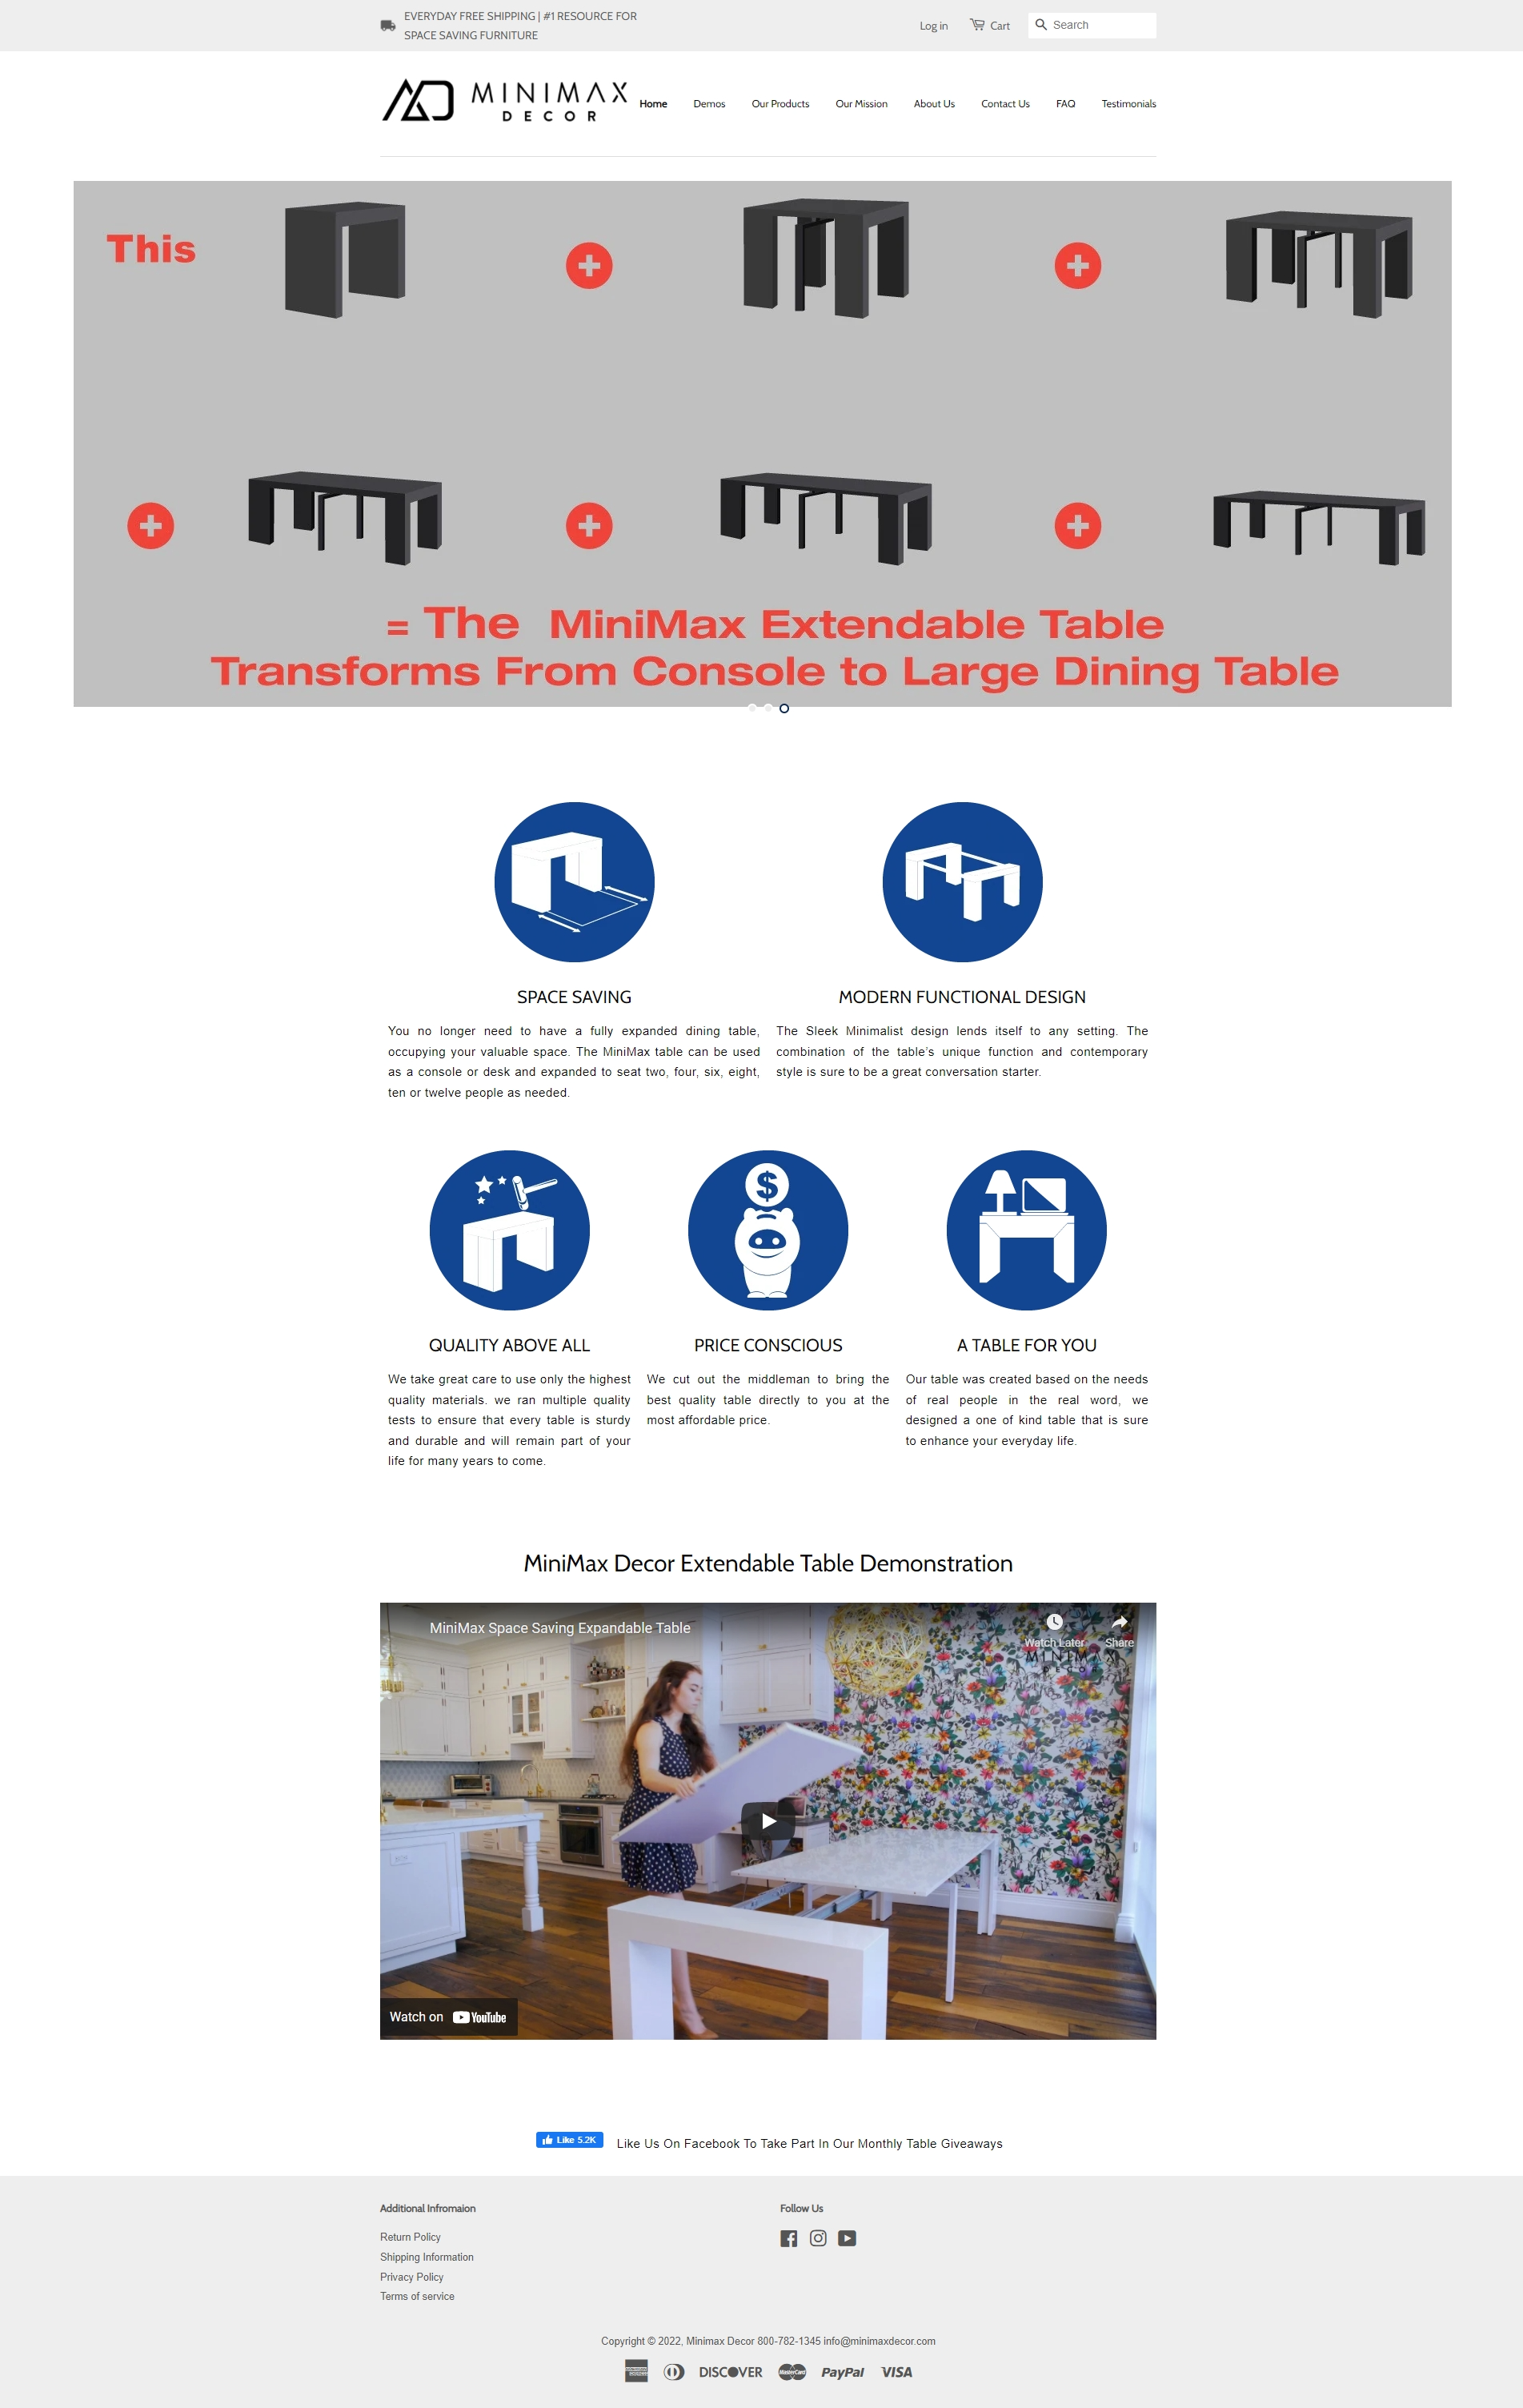 EVERYDAY FREE SHIPPING | #1 RESOURCE FOR
SPACE SAVING FURNITURE
Log in
Cart
Search
MINIMAX
DECOR
Home
Demos
Our Products
Our Mission
About Us
Contact Us
FAQ
Testimonials
This
= The MiniMax Extendable Table
Transforms From Console to Large Dining Table
SPACE SAVING
You no longer need to have a fully expanded dining table,
occupying your valuable space. The MiniMax table can be used
as a console or desk and expanded to seat two, four, six, eight,
ten or twelve people as needed.
MODERN FUNCTIONAL DESIGN
The Sleek Minimalist design lends itself to any setting. The
combination of the table's unique function and contemporary
style is sure to be a great conversation starter.
$
QUALITY ABOVE ALL
We take great care to use only the highest
quality materials. we ran multiple quality
tests to ensure that every table is sturdy
and durable and will remain part of your
life for many years to come.
PRICE CONSCIOUS
We cut out the middleman to bring the
best quality table directly to you at the
most affordable price.
A TABLE FOR YOU
Our table was created based on the needs
of real people in the real word, we
designed a one of kind table that is sure
to enhance your everyday life.
MiniMax Decor Extendable Table Demonstration
MiniMax Space Saving Expandable Table
Watch Later
Share
MINIMAX
DECOR
Watch on YouTube
Like 5.2K
Like Us On Facebook To Take Part In Our Monthly Table Giveaways
Additional Infromaion
Return Policy
Shipping Information
Privacy Policy
Terms of service
Follow Us
Copyright © 2022, Minimax Decor 800-782-1345 info@minimaxdecor.com
DISCOVER
MasterCard
PayPal
VISA